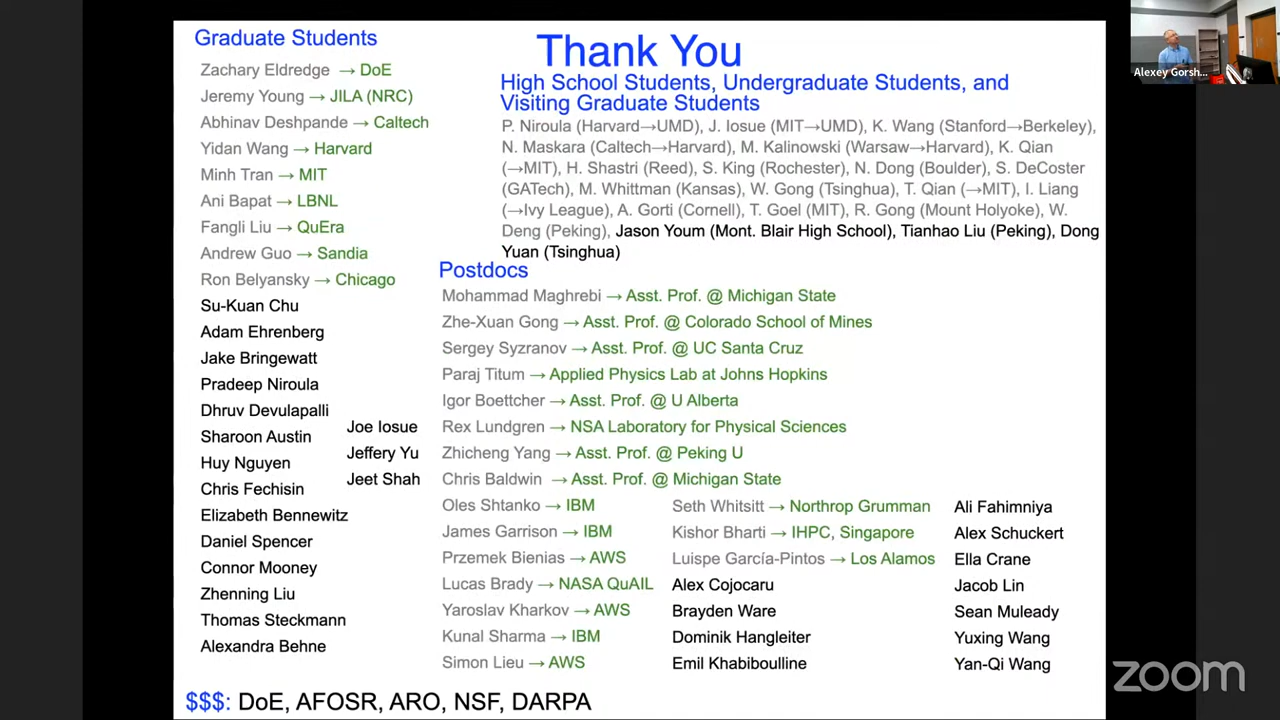 Thank You
Graduate Students
Zachary Eldredge → DoE
Jeremy Young → JILA (NRC)
Abhinav Deshpande → Caltech
Yidan Wang → Harvard
Minh Tran → MIT
Ani Bapat → LBNL
Fangli Liu → QuEra
Andrew Guo → Sandia
Ron Belyansky → Chicago
Su-Kuan Chu
Adam Ehrenberg
Jake Bringewatt
Pradeep Niroula
Dhruv Devulapalli
Sharoon Austin
Huy Nguyen
Chris Fechisin
Elizabeth Bennewitz
Daniel Spencer
Connor Mooney
Zhenning Liu
Thomas Steckmann
Alexandra Behne
Joe Iosue
Jeffery Yu
Jeet Shah
High School Students, Undergraduate Students, and
Visiting Graduate Students
P. Niroula (Harvard→UMD), J. Iosue (MIT→UMD), K. Wang (Stanford→Berkeley),
N. Maskara (Caltech→Harvard), M. Kalinowski (Warsaw→Harvard), K. Qian
(→MIT), H. Shastri (Reed), S. King (Rochester), N. Dong (Boulder), S. DeCoster
(GATech), M. Whittman (Kansas), W. Gong (Tsinghua), T. Qian (→MIT), I. Liang
(→Ivy League), A. Gorti (Cornell), T. Goel (MIT), R. Gong (Mount Holyoke), W.
Deng (Peking), Jason Youm (Mont. Blair High School), Tianhao Liu (Peking), Dong
Yuan (Tsinghua)
Postdocs
Mohammad Maghrebi → Asst. Prof. @ Michigan State
Zhe-Xuan Gong → Asst. Prof. @ Colorado School of Mines
Sergey Syzranov → Asst. Prof. @ UC Santa Cruz
Paraj Titum → Applied Physics Lab at Johns Hopkins
Igor Boettcher → Asst. Prof. @ U Alberta
Rex Lundgren → NSA Laboratory for Physical Sciences
Zhicheng Yang → Asst. Prof. @ Peking U
Chris Baldwin → Asst. Prof. @ Michigan State
Oles Shtanko → IBM
James Garrison → IBM
Przemek Bienias → AWS
Lucas Brady → NASA QuAIL
Yaroslav Kharkov → AWS
Kunal Sharma → IBM
Simon Lieu → AWS
Seth Whitsitt → Northrop Grumman
Kishor Bharti → IHPC, Singapore
Luispe García-Pintos → Los Alamos
Alex Cojocaru
Brayden Ware
Dominik Hangleiter
Emil Khabiboulline
Ali Fahimniya
Alex Schuckert
Ella Crane
Jacob Lin
Sean Muleady
Yuxing Wang
Yan-Qi Wang
$$$: DoE, AFOSR, ARO, NSF, DARPA
Alexey Gorsh...
zoom